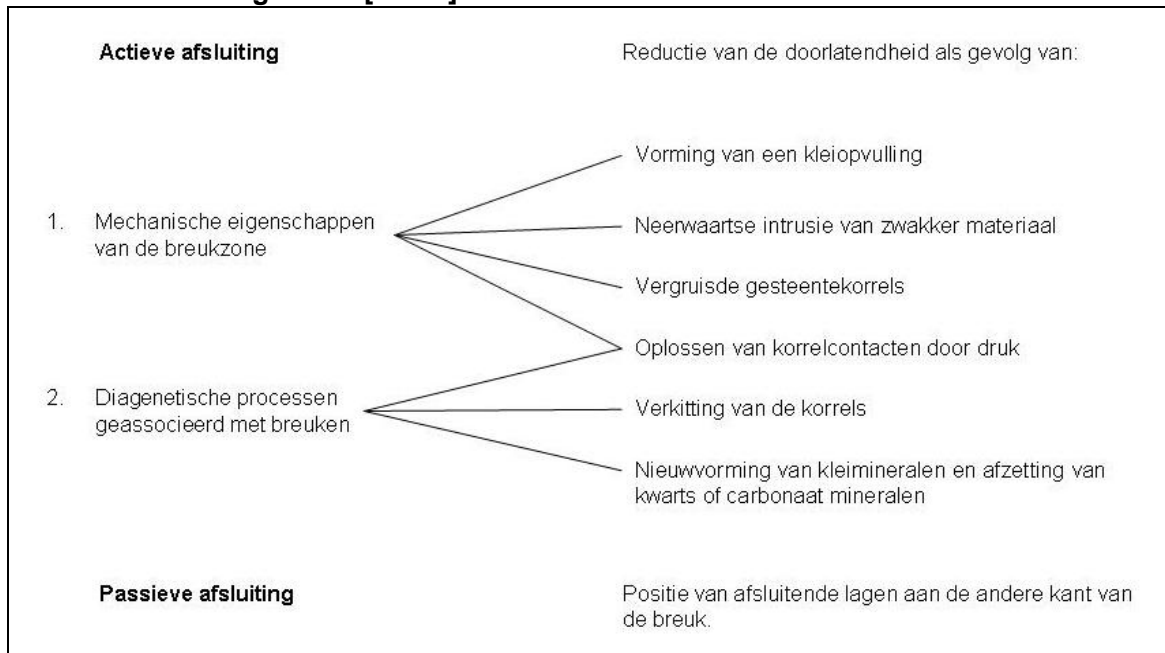 Actieve afsluiting
Reductie van de doorlatendheid als gevolg van:
Vorming van een kleiopvulling
1. Mechanische eigenschappen
van de breukzone
Neerwaartse intrusie van zwakker materiaal
Vergruisde gesteentekorrels
Oplossen van korrelcontacten door druk
2. Diagenetische processen
geassocieerd met breuken
Verkitting van de korrels
Nieuwvorming van kleimineralen en afzetting van
kwarts of carbonaat mineralen
Passieve afsluiting
Positie van afsluitende lagen aan de andere kant van
de breuk.